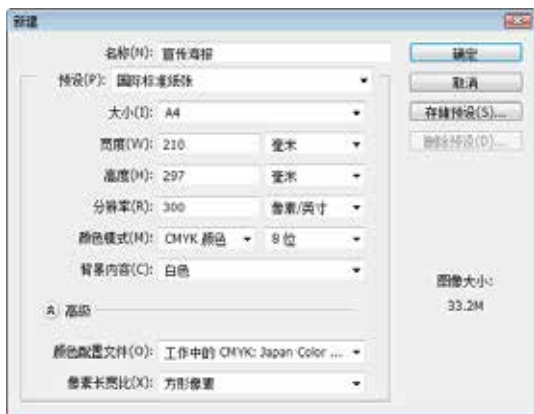 新建
名称(N): 宣传海报
确定
预设(P): 国际标准纸张
取消
大小(I): A4
存储预设(S)...
宽度(W): 210 毫米
删除预设(D)...
高度(H): 297 毫米
分辨率(R): 300 像素/英寸
颜色模式(M): CMYK 颜色 8 位
背景内容(C): 白色
图像大小:
33.2M
高级
颜色配置文件(O): 工作中的 CMYK: Japan Color ...
像素长宽比(X): 方形像素